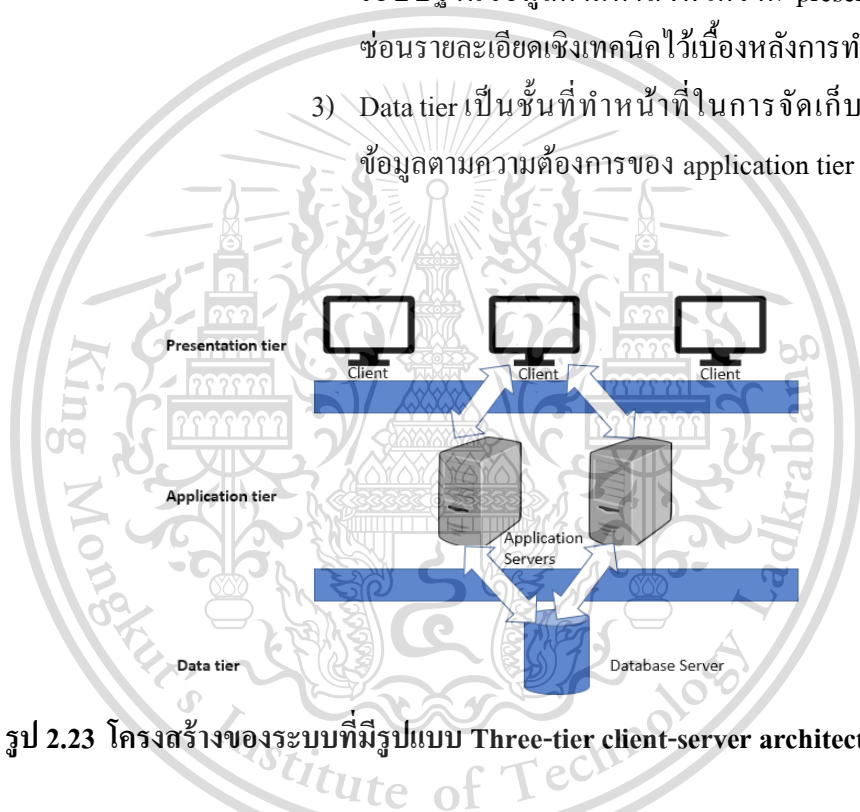 ซ่อนรายละเอียดเชิงเทคนิคไว้เบื้องหลังการทำ
3) Data tier เป็นชั้นที่ทำหน้าที่ในการจัดเก็บ
ข้อมูลตามความต้องการของ application tier
Presentation tier
Client
Client
Client
Application tier
Application
Servers
Data tier
Database Server
รูป 2.23 โครงสร้างของระบบที่มีรูปแบบ Three-tier client-server architect
King Mongkut's Institute of Technology Ladkrabang